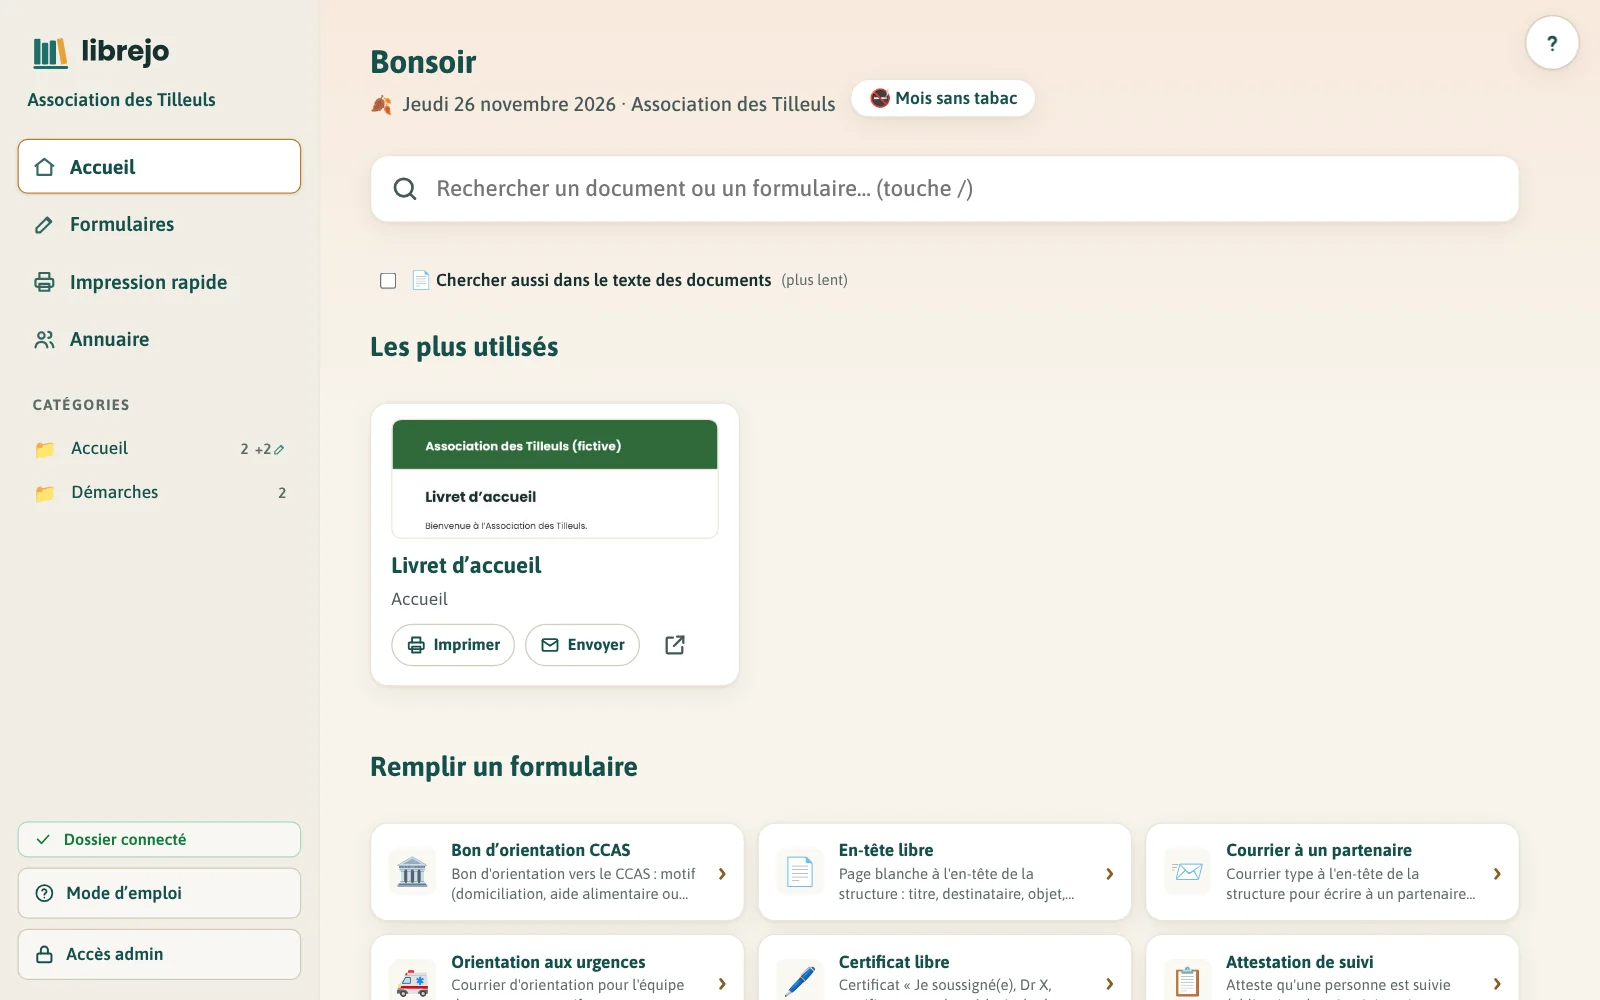 librejo
Association des Tilleuls
Accueil
Formulaires
Impression rapide
Annuaire
CATÉGORIES
Accueil 2 +2
Démarches 2
Dossier connecté
Mode d’emploi
Accès admin
?
Bonsoir
Jeudi 26 novembre 2026 · Association des Tilleuls
Mois sans tabac
Rechercher un document ou un formulaire... (touche /)
Chercher aussi dans le texte des documents (plus lent)
Les plus utilisés
Association des Tilleuls (fictive)
Livret d’accueil
Bienvenue à l’Association des Tilleuls.
Livret d’accueil
Accueil
Imprimer
Envoyer
Remplir un formulaire
Bon d’orientation CCAS
Bon d'orientation vers le CCAS : motif
(domiciliation, aide alimentaire ou...
En-tête libre
Page blanche à l'en-tête de la
structure : titre, destinataire, objet,...
Courrier à un partenaire
Courrier type à l'en-tête de la
structure pour écrire à un partenaire...
Orientation aux urgences
Courrier d'orientation pour l'équipe
Certificat libre
Certificat « Je soussigné(e), Dr X,
Attestation de suivi
Atteste qu'une personne est suivie